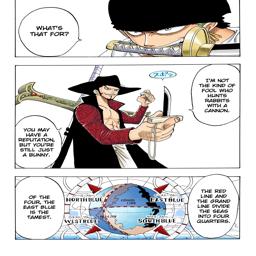 WHAT'S
THAT FOR?
I'M NOT
THE KIND OF
FOOL WHO
HUNTS
RABBITS
WITH A
CANNON.
YOU MAY
HAVE A
REPUTATION,
BUT YOU'RE
STILL JUST
A BUNNY.
THE RED
LINE AND
THE GRAND
LINE DIVIDE
THE SEAS
INTO FOUR
QUARTERS.
OF THE
FOUR, THE
EAST BLUE
IS THE
TAMEST.
NORTH BLUE
EAST BLUE
WEST BLUE
SOUTH BLUE